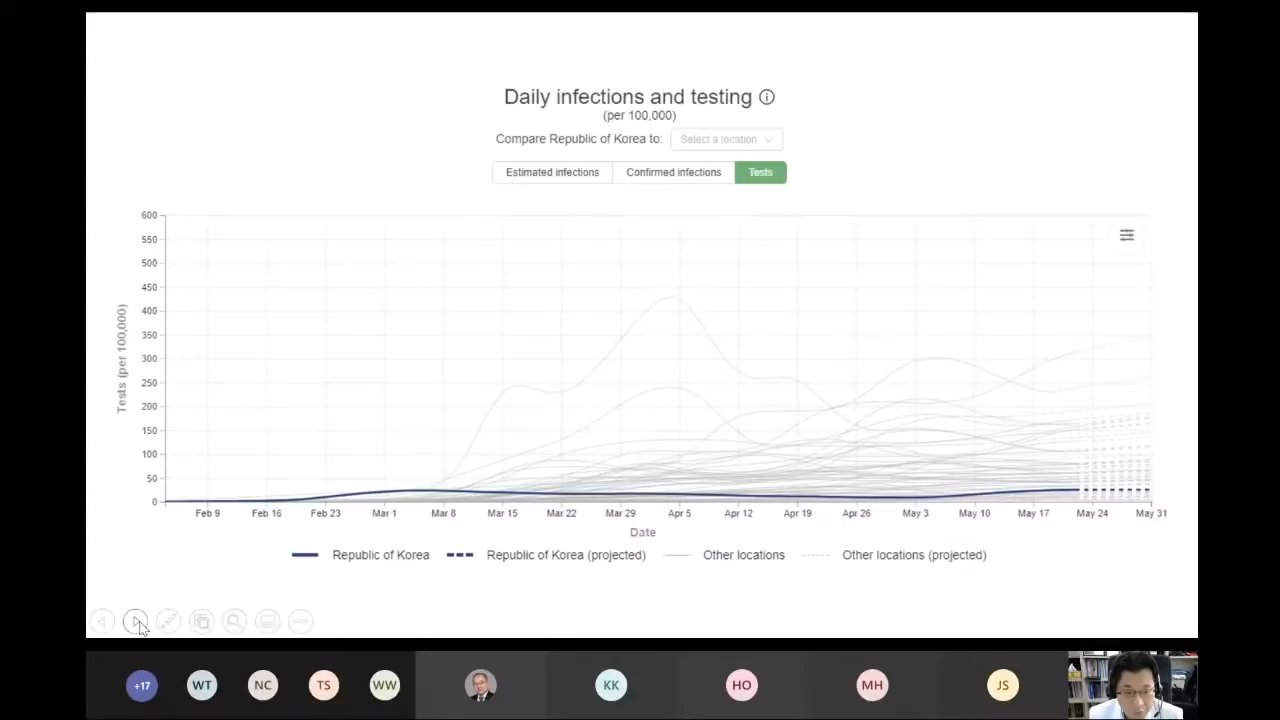 Daily infections and testing
(per 100,000)
Compare Republic of Korea to: Select a location
Estimated infections Confirmed infections Tests
600
550
500
450
400
350
300
250
200
150
100
50
0
Tests (per 100,000)
Feb 9 Feb 16 Feb 23 Mar 1 Mar 8 Mar 15 Mar 22 Mar 29 Apr 5 Apr 12 Apr 19 Apr 26 May 3 May 10 May 17 May 24 May 31
Date
Republic of Korea Republic of Korea (projected) Other locations Other locations (projected)
+17 WT NC TS WW KK HO MH JS